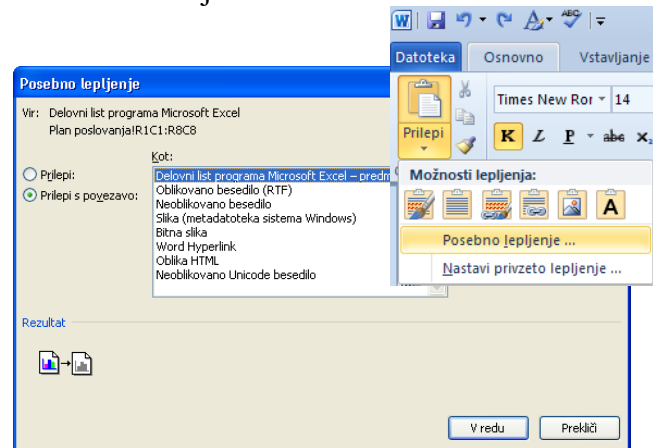 W
Datoteka Osnovno Vstavljanje
Prilepi
Times New Ror 14
K L P abc x
Možnosti lepljenja:
A
Posebno lepljenje ...
Nastavi privzeto lepljenje ...
Posebno lepljenje
Vir: Delovni list programa Microsoft Excel
Plan poslovanja!R1C1:R8C8
Kot:
Prilepi:
Prilepi s povezavo:
Delovni list programa Microsoft Excel – predm
Oblikovano besedilo (RTF)
Neoblikovano besedilo
Slika (metadatoteka sistema Windows)
Bitna slika
Word Hyperlink
Oblika HTML
Neoblikovano Unicode besedilo
Rezultat
V redu Prekliči